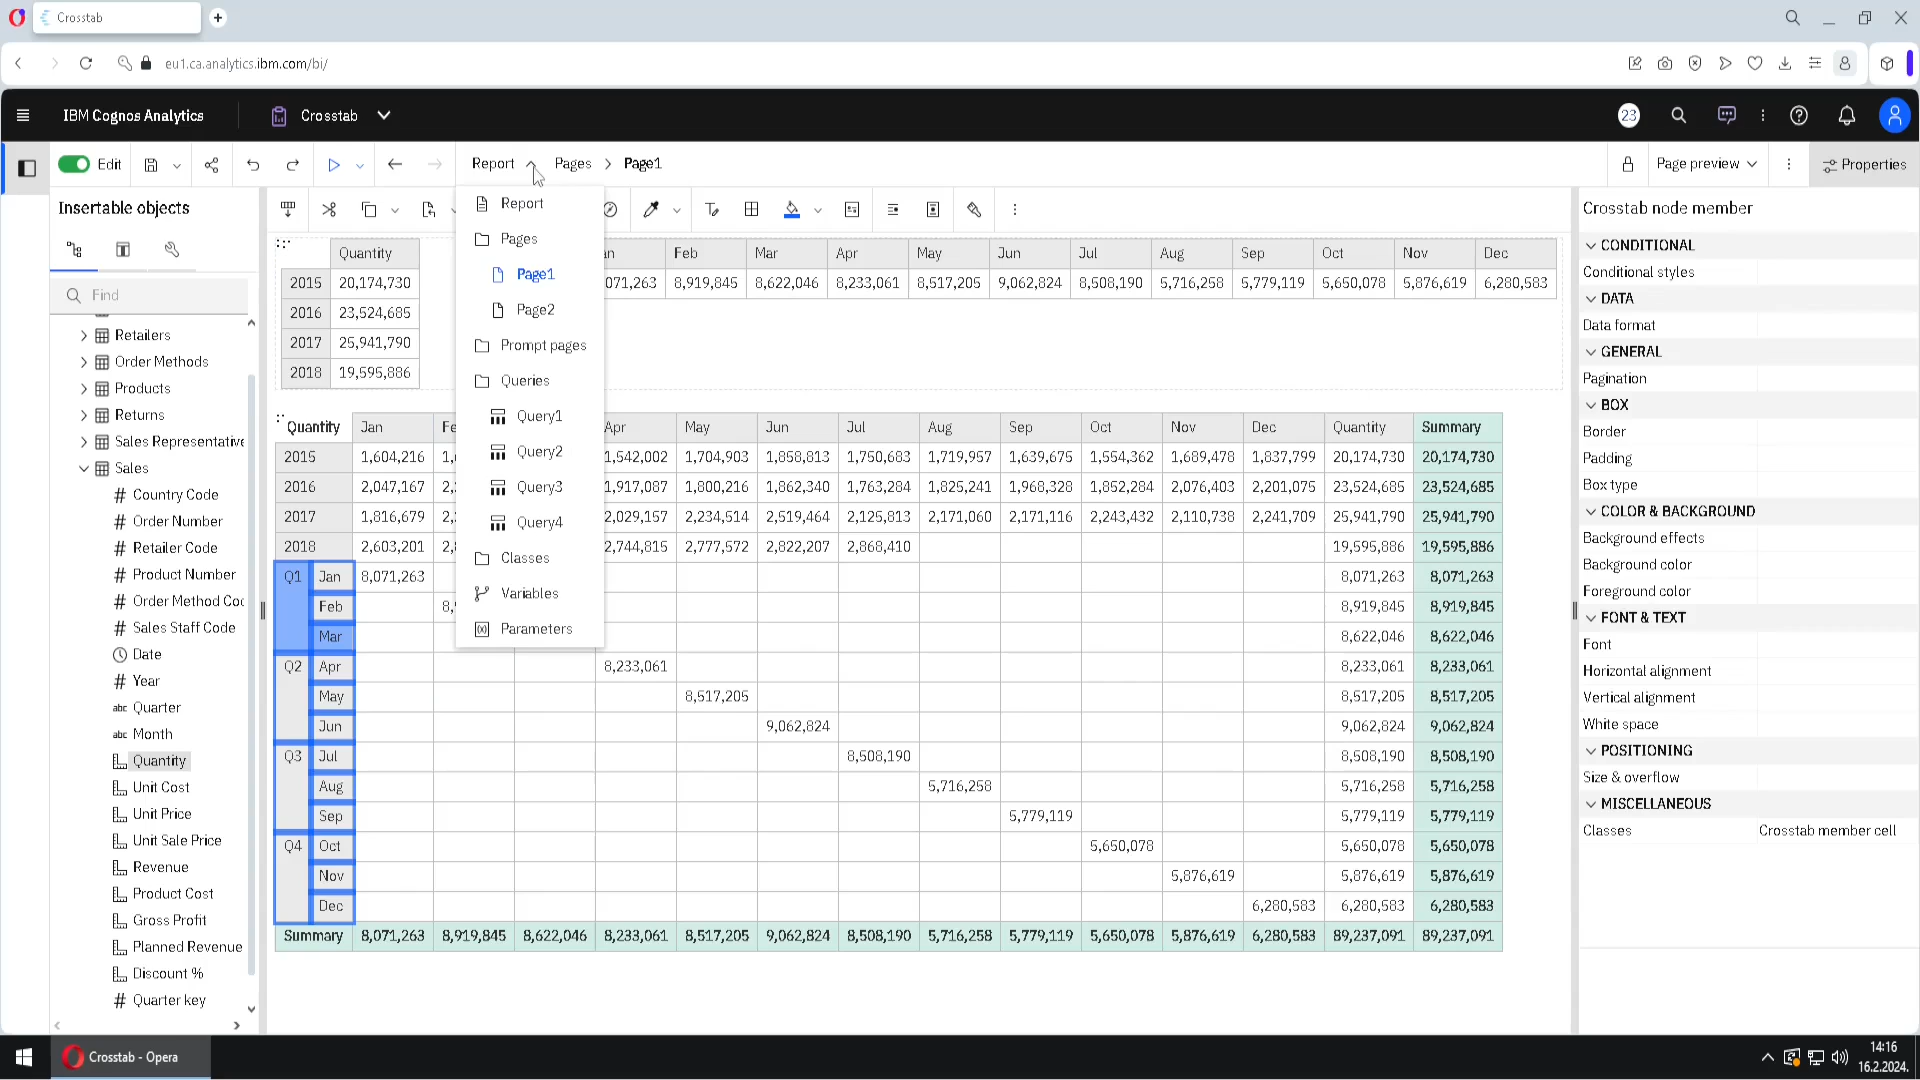 Crosstab
eu1.ca.analytics.ibm.com/bi/
IBM Cognos Analytics
Crosstab
23
Edit
Report
Pages
Page1
Page preview
Properties
Insertable objects
Find
Retailers
Order Methods
Products
Returns
Sales Representative
Sales
Country Code
Order Number
Retailer Code
Product Number
Order Method Coc
Sales Staff Code
Date
Year
abc Quarter
abc Month
Quantity
Unit Cost
Unit Price
Unit Sale Price
Revenue
Product Cost
Gross Profit
Planned Revenue
Discount %
Quarter key
Report
Pages
Page1
Page2
Prompt pages
Queries
Query1
Query2
Query3
Query4
Classes
Variables
Parameters
Quantity
2015 20,174,730
2016 23,524,685
2017 25,941,790
2018 19,595,886
an Feb Mar Apr May Jun Jul Aug Sep Oct Nov Dec
071,263 8,919,845 8,622,046 8,233,061 8,517,205 9,062,824 8,508,190 5,716,258 5,779,119 5,650,078 5,876,619 6,280,583
Quantity Jan Fe Apr May Jun Jul Aug Sep Oct Nov Dec Quantity Summary
2015 1,604,216 1, 1,542,002 1,704,903 1,858,813 1,750,683 1,719,957 1,639,675 1,554,362 1,689,478 1,837,799 20,174,730 20,174,730
2016 2,047,167 2, 1,917,087 1,800,216 1,862,340 1,763,284 1,825,241 1,968,328 1,852,284 2,076,403 2,201,075 23,524,685 23,524,685
2017 1,816,679 2, 2,029,157 2,234,514 2,519,464 2,125,813 2,171,060 2,171,116 2,243,432 2,110,738 2,241,709 25,941,790 25,941,790
2018 2,603,201 2, 2,744,815 2,777,572 2,822,207 2,868,410 19,595,886 19,595,886
Q1 Jan 8,071,263 8,071,263 8,071,263
Feb 8, 8,919,845 8,919,845
Mar 8,622,046 8,622,046
Q2 Apr 8,233,061 8,233,061 8,233,061
May 8,517,205 8,517,205 8,517,205
Jun 9,062,824 9,062,824 9,062,824
Q3 Jul 8,508,190 8,508,190 8,508,190
Aug 5,716,258 5,716,258 5,716,258
Sep 5,779,119 5,779,119 5,779,119
Q4 Oct 5,650,078 5,650,078 5,650,078
Nov 5,876,619 5,876,619 5,876,619
Dec 6,280,583 6,280,583 6,280,583
Summary 8,071,263 8,919,845 8,622,046 8,233,061 8,517,205 9,062,824 8,508,190 5,716,258 5,779,119 5,650,078 5,876,619 6,280,583 89,237,091 89,237,091
Crosstab node member
CONDITIONAL
Conditional styles
DATA
Data format
GENERAL
Pagination
BOX
Border
Padding
Box type
COLOR & BACKGROUND
Background effects
Background color
Foreground color
FONT & TEXT
Font
Horizontal alignment
Vertical alignment
White space
POSITIONING
Size & overflow
MISCELLANEOUS
Classes Crosstab member cell
Crosstab - Opera
14:16
16.2.2024.